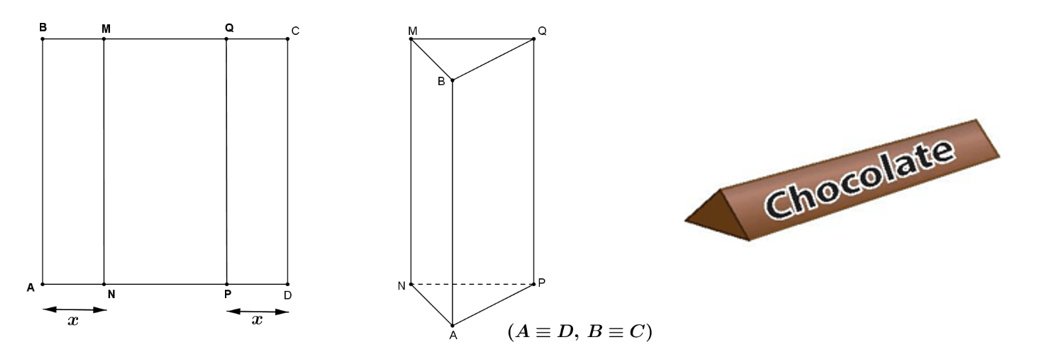 B M Q C
A N P D
x x
M Q
B
N P
A
(A ≡ D, B ≡ C)
Chocolate